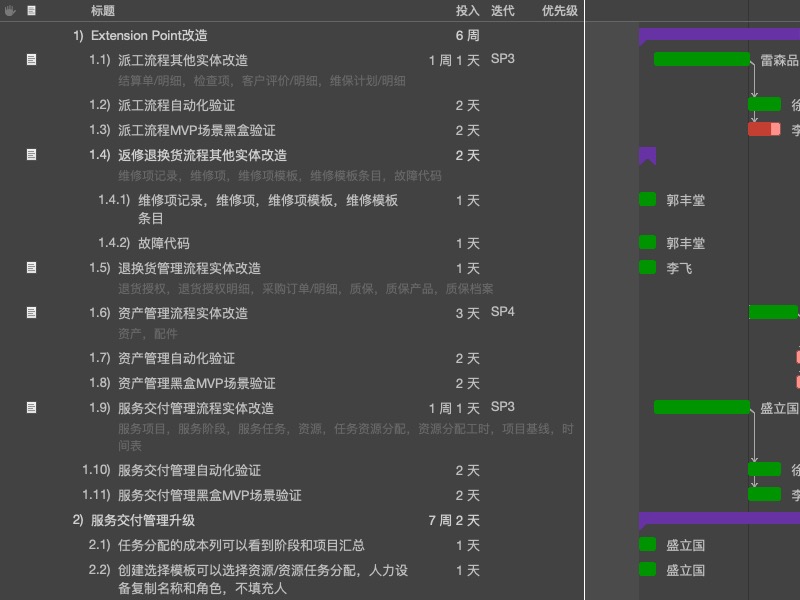 标题 投入 迭代 优先级
1) Extension Point改造 6 周
1.1) 派工流程其他实体改造 1 周 1 天 SP3 雷森品
结算单/明细，检查项，客户评价/明细，维保计划/明细
1.2) 派工流程自动化验证 2 天 徐
1.3) 派工流程MVP场景黑盒验证 2 天 李
1.4) 返修退换货流程其他实体改造 2 天
维修项记录，维修项，维修项模板，维修模板条目，故障代码
1.4.1) 维修项记录，维修项，维修项模板，维修模板 1 天 郭丰堂
条目
1.4.2) 故障代码 1 天 郭丰堂
1.5) 退换货管理流程实体改造 1 天 李飞
退货授权，退货授权明细，采购订单/明细，质保，质保产品，质保档案
1.6) 资产管理流程实体改造 3 天 SP4
资产，配件
1.7) 资产管理自动化验证 2 天
1.8) 资产管理黑盒MVP场景验证 2 天
1.9) 服务交付管理流程实体改造 1 周 1 天 SP3 盛立国
服务项目，服务阶段，服务任务，资源，任务资源分配，资源分配工时，项目基线，时
间表
1.10) 服务交付管理自动化验证 2 天 徐
1.11) 服务交付管理黑盒MVP场景验证 2 天 李
2) 服务交付管理升级 7 周 2 天
2.1) 任务分配的成本列可以看到阶段和项目汇总 1 天 盛立国
2.2) 创建选择模板可以选择资源/资源任务分配，人力设 1 天 盛立国
备复制名称和角色，不填充人